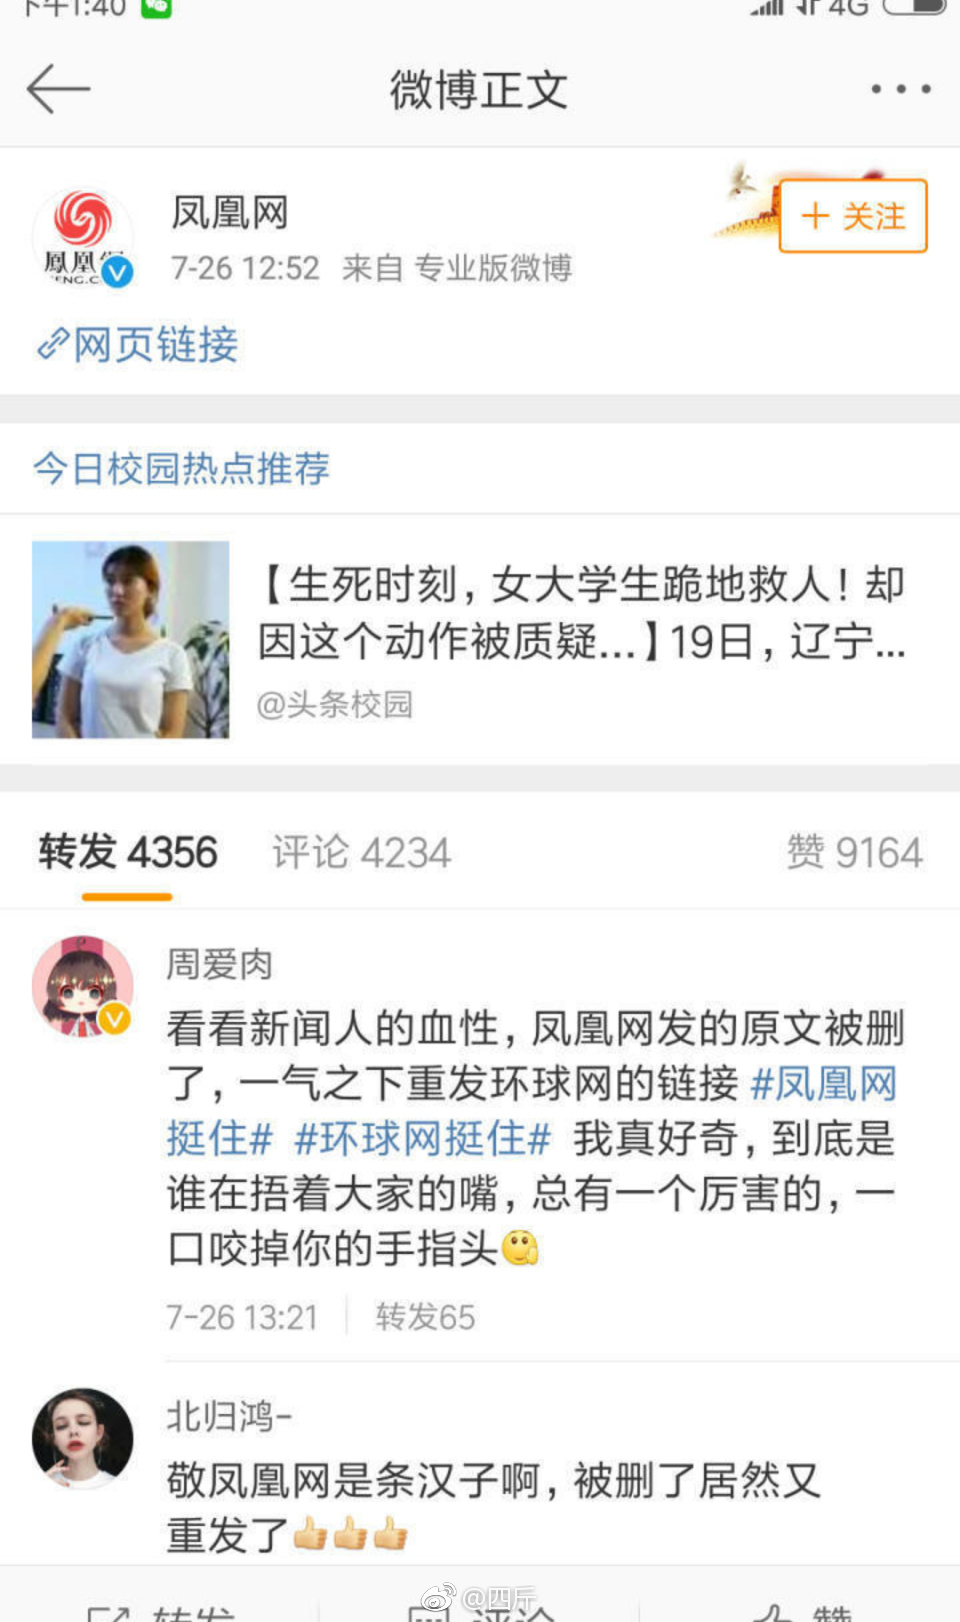 下午1:40
4G
微博正文
凤凰网
关注
鳳凰
7-26 12:52 来自 专业版微博
网页链接
今日校园热点推荐
【生死时刻，女大学生跪地救人！却
因这个动作被质疑...】19日，辽宁...
@头条校园
转发 4356 评论 4234 赞 9164
周爱肉
看看新闻人的血性，凤凰网发的原文被删
了，一气之下重发环球网的链接 #凤凰网
挺住# #环球网挺住# 我真好奇，到底是
谁在捂着大家的嘴，总有一个厉害的，一
口咬掉你的手指头
7-26 13:21 转发65
北归鸿-
敬凤凰网是条汉子啊，被删了居然又
重发了
转发 评论 赞
@四斤